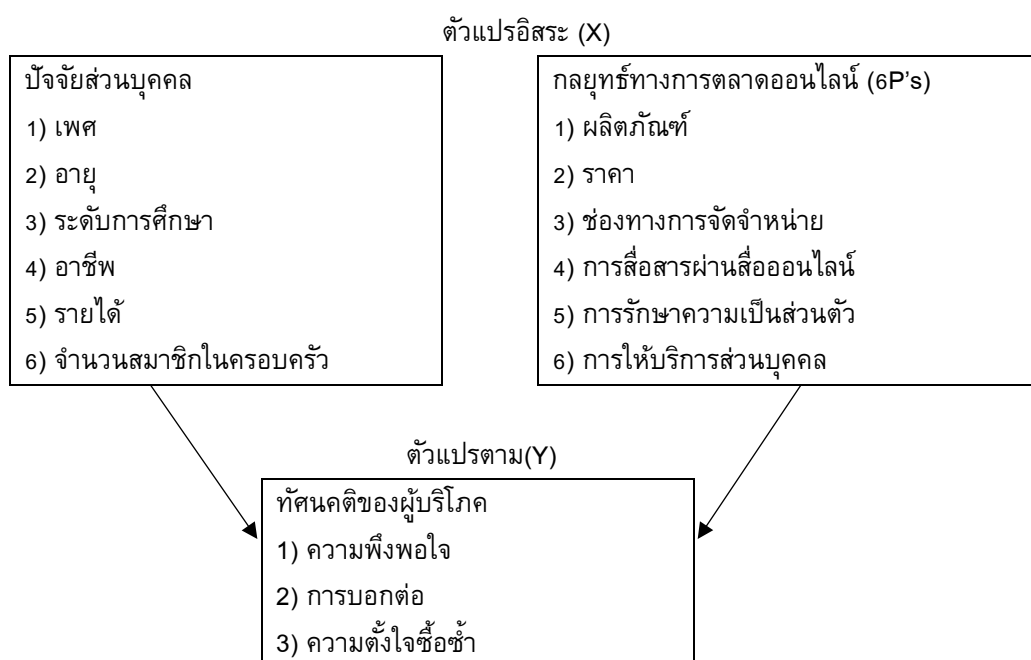 ตัวแปรอิสระ (X)
ปัจจัยส่วนบุคคล
1) เพศ
2) อายุ
3) ระดับการศึกษา
4) อาชีพ
5) รายได้
6) จำนวนสมาชิกในครอบครัว
กลยุทธ์ทางการตลาดออนไลน์ (6P's)
1) ผลิตภัณฑ์
2) ราคา
3) ช่องทางการจัดจำหน่าย
4) การสื่อสารผ่านสื่อออนไลน์
5) การรักษาความเป็นส่วนตัว
6) การให้บริการส่วนบุคคล
ตัวแปรตาม(Y)
ทัศนคติของผู้บริโภค
1) ความพึงพอใจ
2) การบอกต่อ
3) ความตั้งใจซื้อซ้ำ